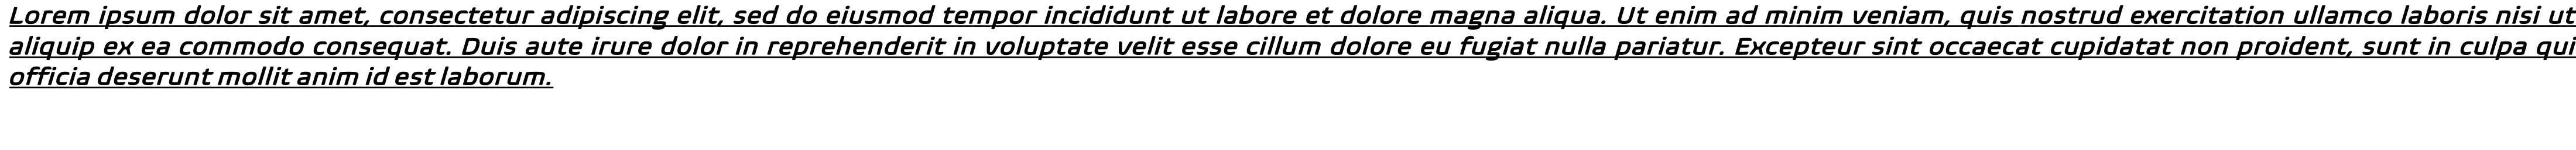 Lorem ipsum dolor sit amet, consectetur adipiscing elit, sed do eiusmod tempor incididunt ut labore et dolore magna aliqua. Ut enim ad minim veniam, quis nostrud exercitation ullamco laboris nisi ut
aliquip ex ea commodo consequat. Duis aute irure dolor in reprehenderit in voluptate velit esse cillum dolore eu fugiat nulla pariatur. Excepteur sint occaecat cupidatat non proident, sunt in culpa qui
officia deserunt mollit anim id est laborum.